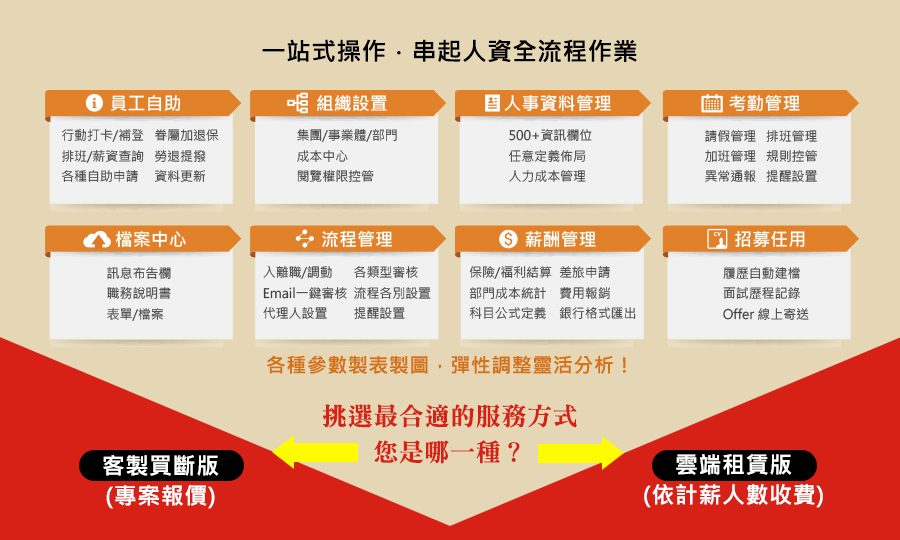 一站式操作．串起人資全流程作業
員工自助
行動打卡/補登 眷屬加退保
排班/薪資查詢 勞退提撥
各種自助申請 資料更新
組織設置
集團/事業體/部門
成本中心
閱覽權限控管
人事資料管理
500+資訊欄位
任意定義佈局
人力成本管理
考勤管理
請假管理 排班管理
加班管理 規則控管
異常通報 提醒設置
檔案中心
訊息布告欄
職務說明書
表單/檔案
流程管理
入離職/調動 各類型審核
Email一鍵審核 流程各別設置
代理人設置 提醒設置
薪酬管理
保險/福利結算 差旅申請
部門成本統計 費用報銷
科目公式定義 銀行格式匯出
CV
招募任用
履歷自動建檔
面試歷程記錄
Offer 線上寄送
各種參數製表製圖，彈性調整靈活分析！
挑選最合適的服務方式
您是哪一種？
客製買斷版
(專案報價)
雲端租賃版
(依計薪人數收費)